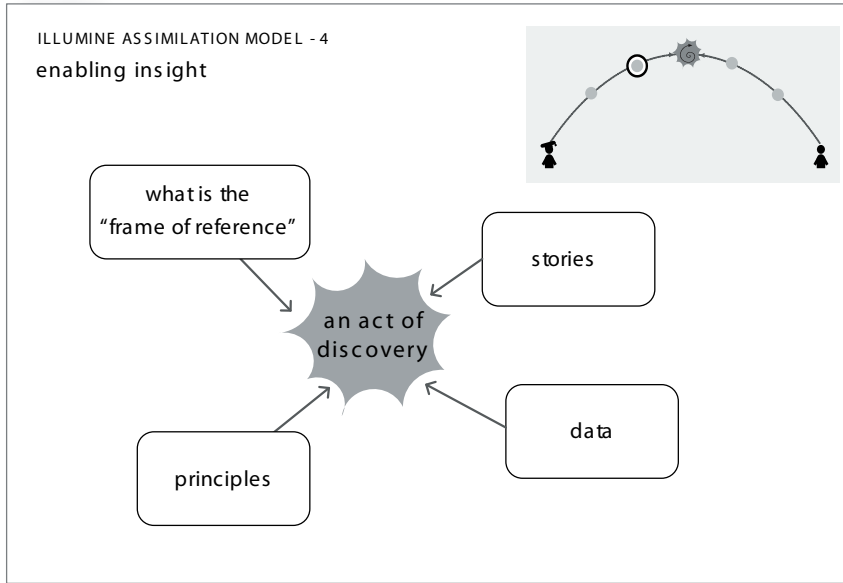 ILLUMINE ASSIMILATION MODEL - 4
enabling insight
what is the
“frame of reference”
stories
an act of
discovery
principles
data